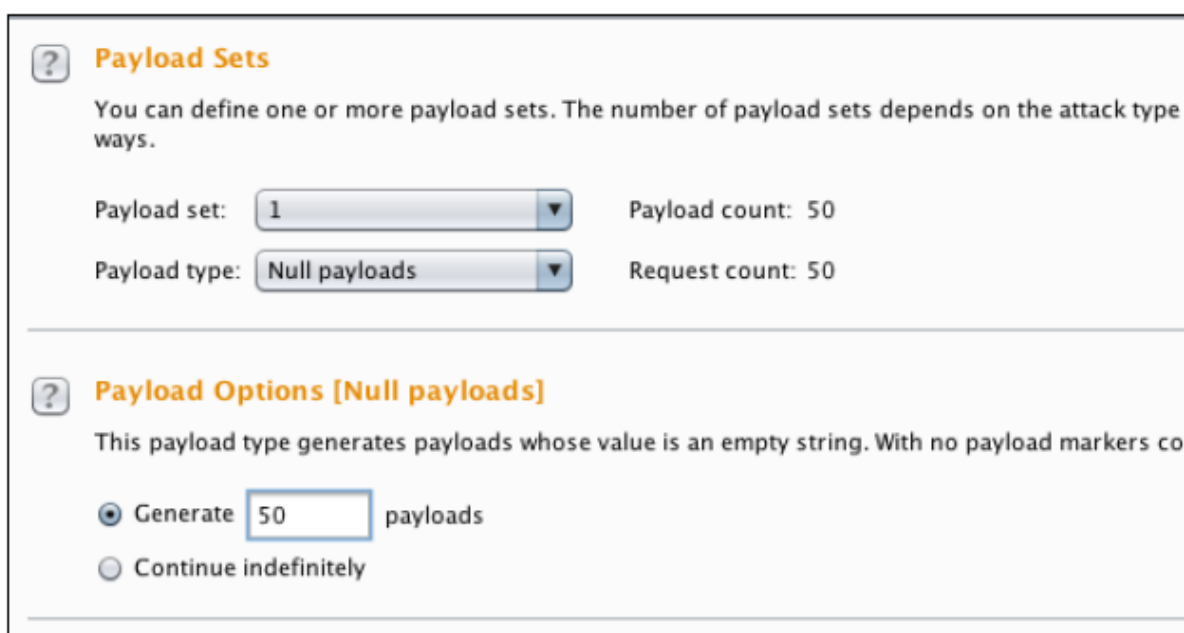 Payload Sets
You can define one or more payload sets. The number of payload sets depends on the attack type
ways.
Payload set: 1 Payload count: 50
Payload type: Null payloads Request count: 50
Payload Options [Null payloads]
This payload type generates payloads whose value is an empty string. With no payload markers co
Generate 50 payloads
Continue indefinitely